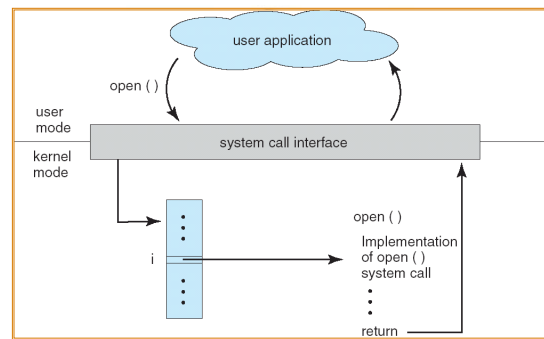 user application
open ( )
user
mode
system call interface
kernel
mode
open ( )
i
Implementation
of open ( )
system call
return